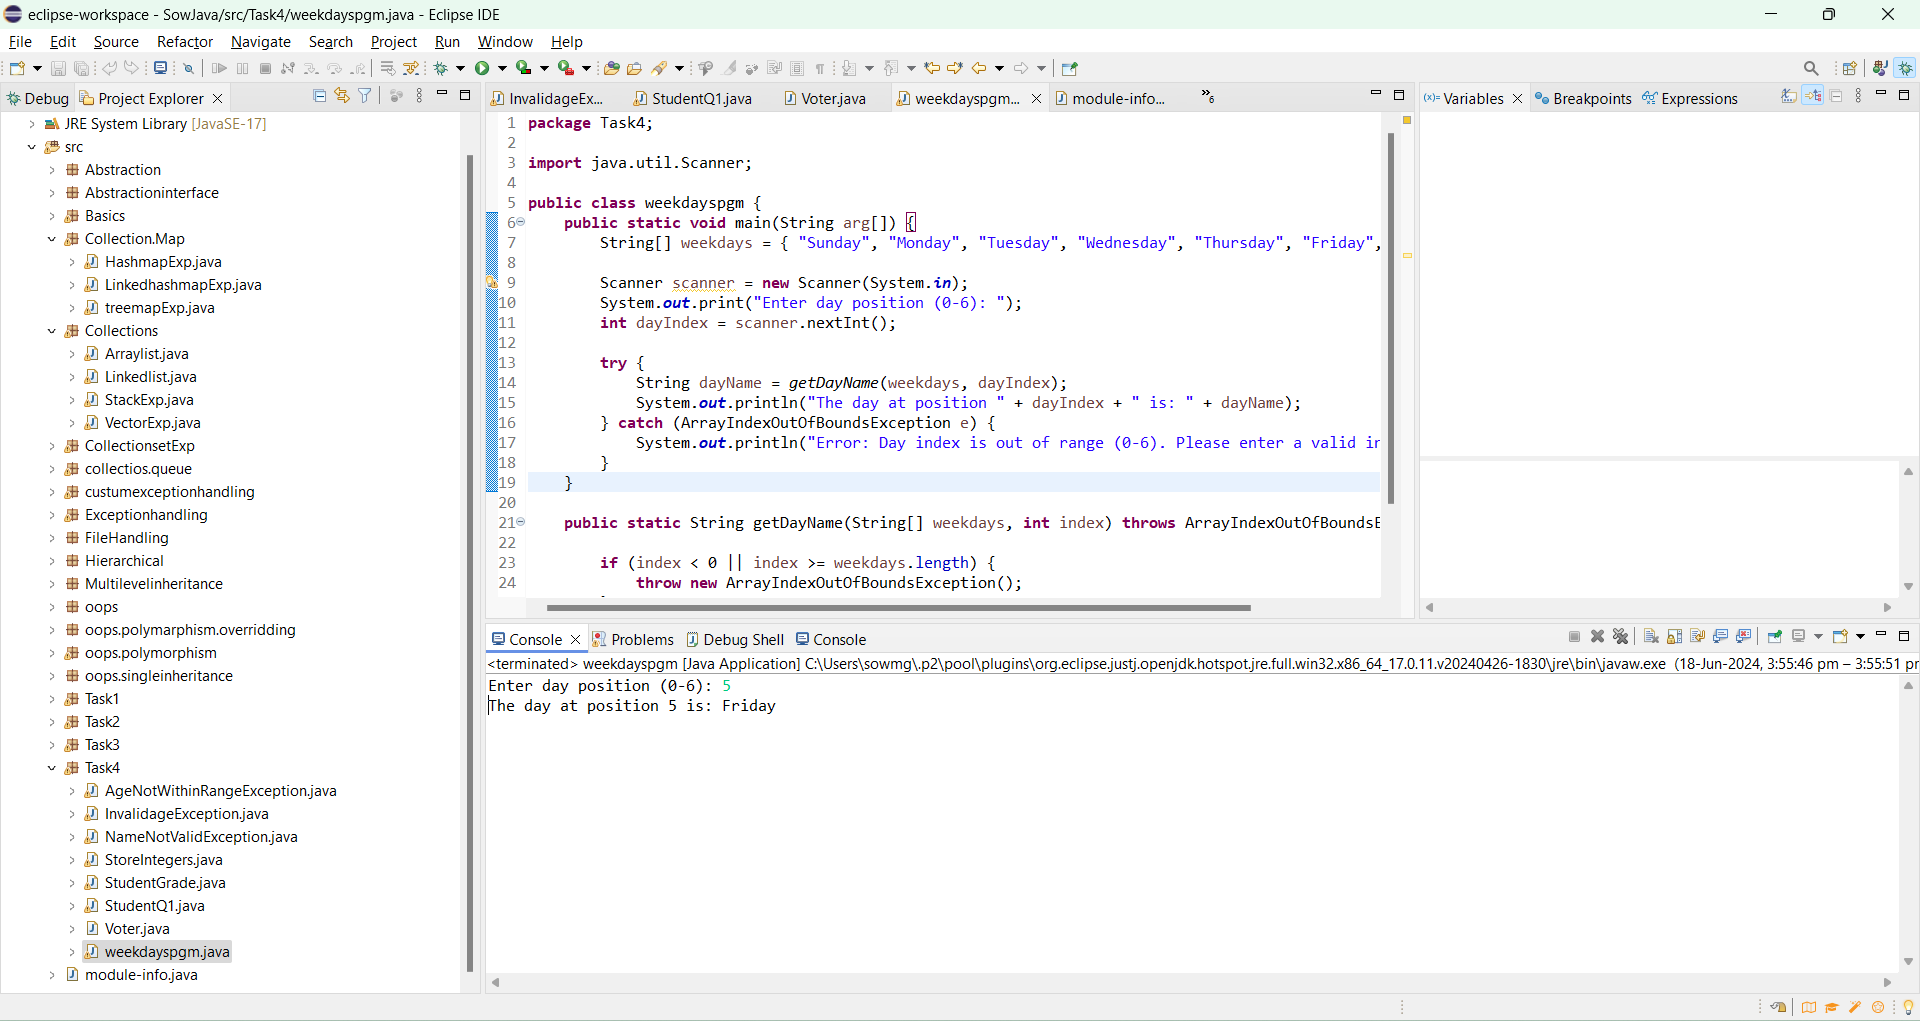 eclipse-workspace - SowJava/src/Task4/weekdayspgm.java - Eclipse IDE
File Edit Source Refactor Navigate Search Project Run Window Help
Debug Project Explorer
JRE System Library [JavaSE-17]
src
Abstraction
Abstractioninterface
Basics
Collection.Map
HashmapExp.java
LinkedhashmapExp.java
treemapExp.java
Collections
Arraylist.java
Linkedlist.java
StackExp.java
VectorExp.java
CollectionsetExp
collectios.queue
custumexceptionhandling
Exceptionhandling
FileHandling
Hierarchical
Multilevelinheritance
oops
oops.polymarphism.overridding
oops.polymorphism
oops.singleinheritance
Task1
Task2
Task3
Task4
AgeNotWithinRangeException.java
InvalidageException.java
NameNotValidException.java
StoreIntegers.java
StudentGrade.java
StudentQ1.java
Voter.java
weekdayspgm.java
module-info.java
InvalidageEx... StudentQ1.java Voter.java weekdayspgm... module-info... »6
1 package Task4;
2
3 import java.util.Scanner;
4
5 public class weekdayspgm {
6 public static void main(String arg[]) {
7 String[] weekdays = { "Sunday", "Monday", "Tuesday", "Wednesday", "Thursday", "Friday",
8
9 Scanner scanner = new Scanner(System.in);
10 System.out.print("Enter day position (0-6): ");
11 int dayIndex = scanner.nextInt();
12
13 try {
14 String dayName = getDayName(weekdays, dayIndex);
15 System.out.println("The day at position " + dayIndex + " is: " + dayName);
16 } catch (ArrayIndexOutOfBoundsException e) {
17 System.out.println("Error: Day index is out of range (0-6). Please enter a valid in
18 }
19 }
20
21 public static String getDayName(String[] weekdays, int index) throws ArrayIndexOutOfBoundsE
22
23 if (index < 0 || index >= weekdays.length) {
24 throw new ArrayIndexOutOfBoundsException();
(x)= Variables Breakpoints Expressions
Console Problems Debug Shell Console
<terminated> weekdayspgm [Java Application] C:\Users\sowmg\.p2\pool\plugins\org.eclipse.justj.openjdk.hotspot.jre.full.win32.x86_64_17.0.11.v20240426-1830\jre\bin\javaw.exe (18-Jun-2024, 3:55:46 pm – 3:55:51 pr
Enter day position (0-6): 5
The day at position 5 is: Friday